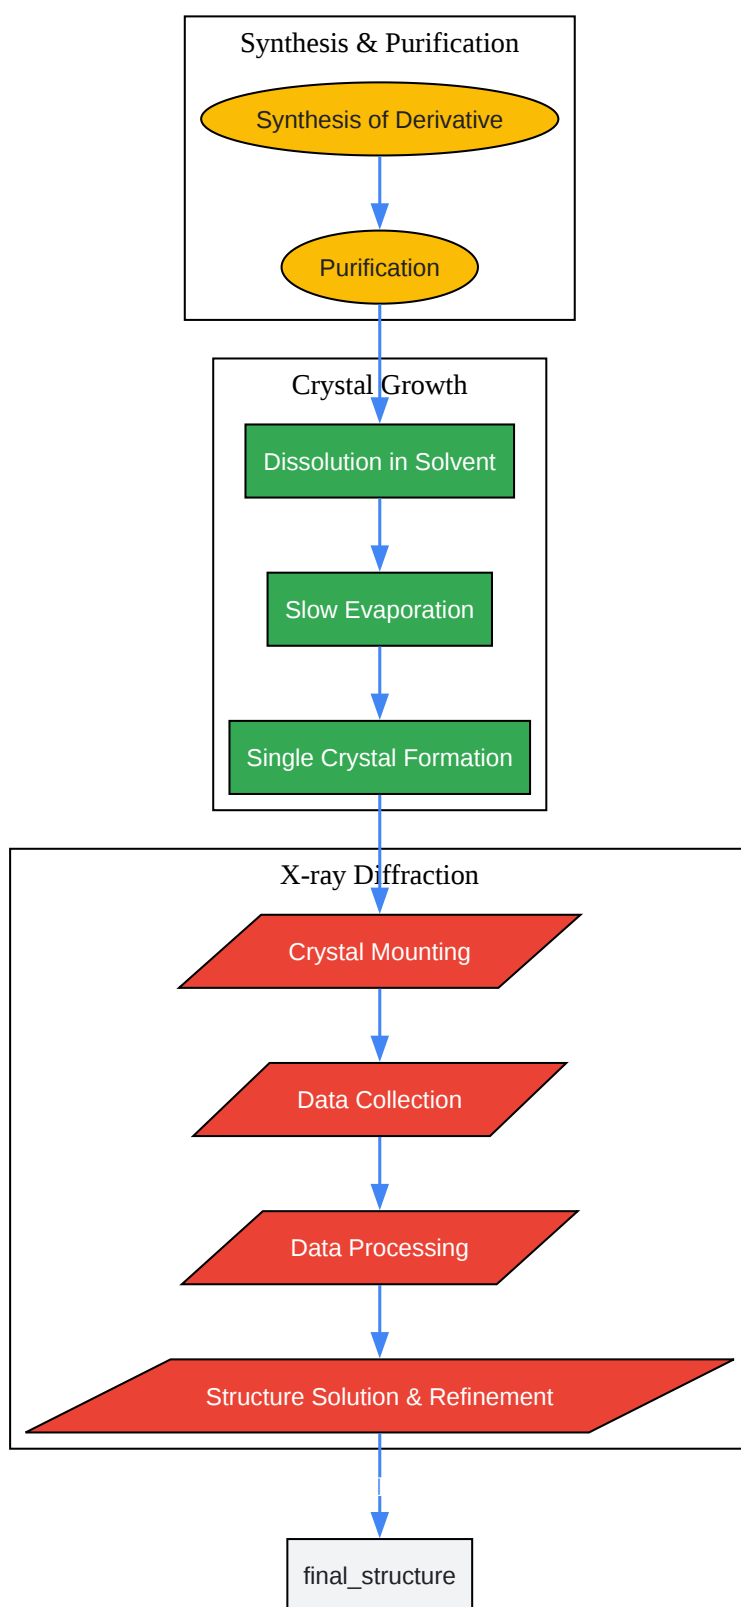 Synthesis & Purification
Synthesis of Derivative
Purification
Crystal Growth
Dissolution in Solvent
Slow Evaporation
Single Crystal Formation
X-ray Diffraction
Crystal Mounting
Data Collection
Data Processing
Structure Solution & Refinement
final_structure